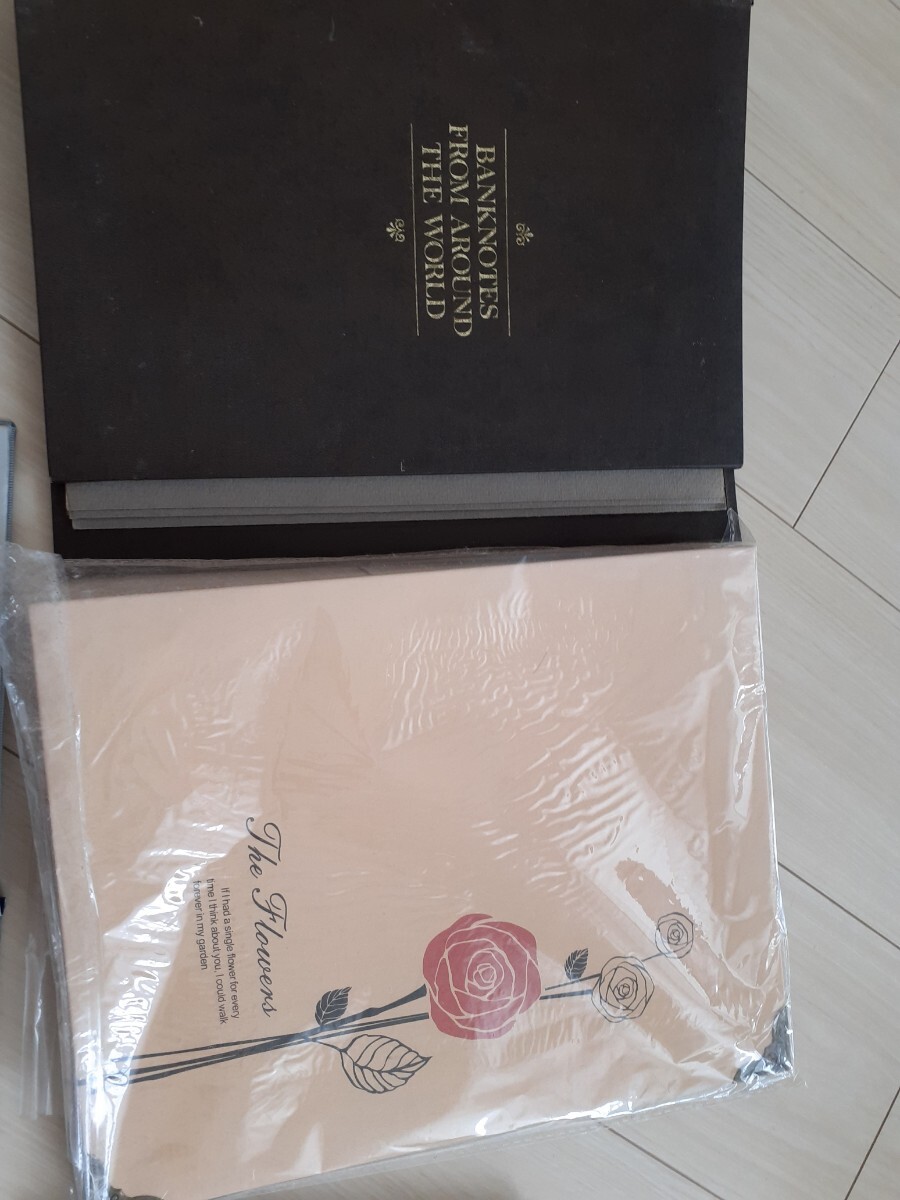 BANKNOTES
FROM AROUND
THE WORLD
The Flowers
If I had a single flower for every
time I think about you, I could walk
forever in my garden